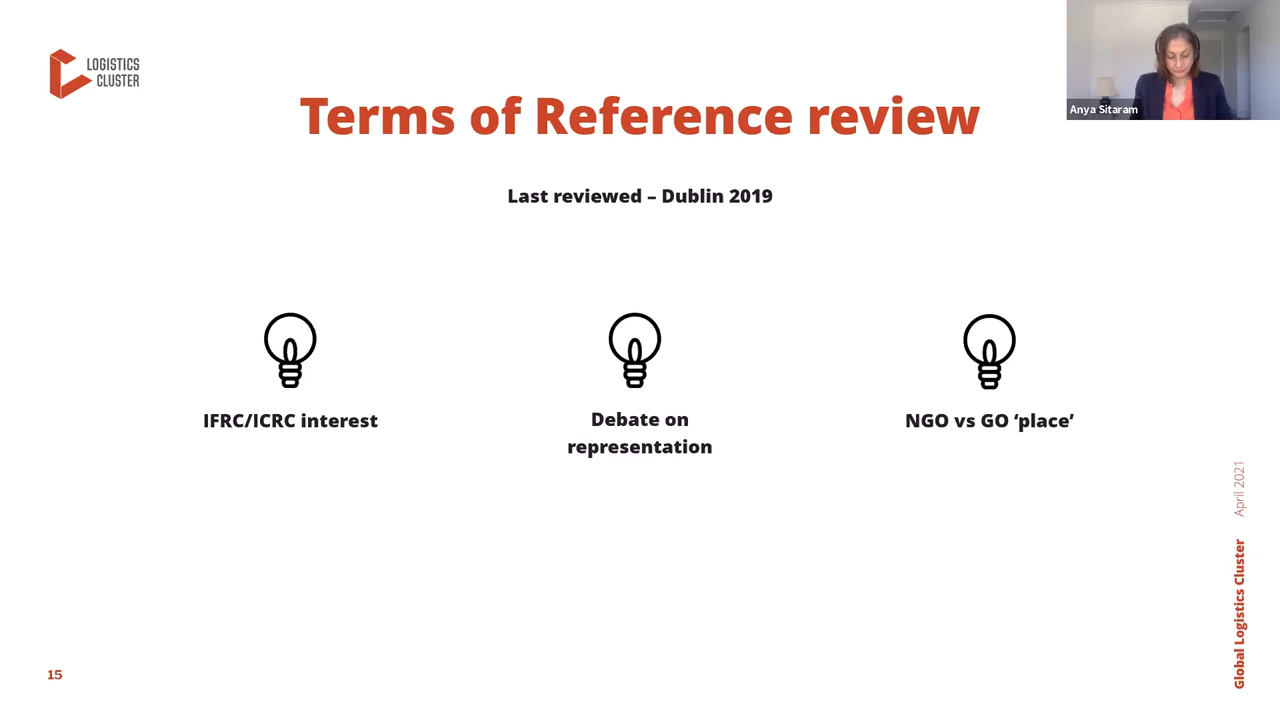 LOGISTICS
CLUSTER
Anya Sitaram
Terms of Reference review
Last reviewed – Dublin 2019
IFRC/ICRC interest
Debate on
representation
NGO vs GO ‘place’
Global Logistics Cluster April 2021
15